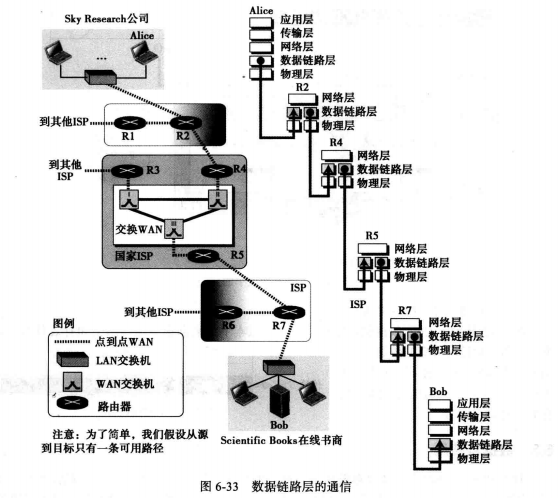 Sky Research公司
Alice
...
到其他ISP
R1
R2
到其他
ISP
R3
R4
I
II
III
交换WAN
国家ISP
R5
ISP
到其他ISP
R6
R7
图例
点到点WAN
LAN交换机
WAN交换机
路由器
Bob
Scientific Books在线书商
注意：为了简单，我们假设从源
到目标只有一条可用路径
Alice
应用层
传输层
网络层
数据链路层
物理层
R2
网络层
数据链路层
物理层
R4
网络层
数据链路层
物理层
R5
网络层
数据链路层
物理层
ISP
R7
网络层
数据链路层
物理层
Bob
应用层
传输层
网络层
数据链路层
物理层
图 6-33 数据链路层的通信